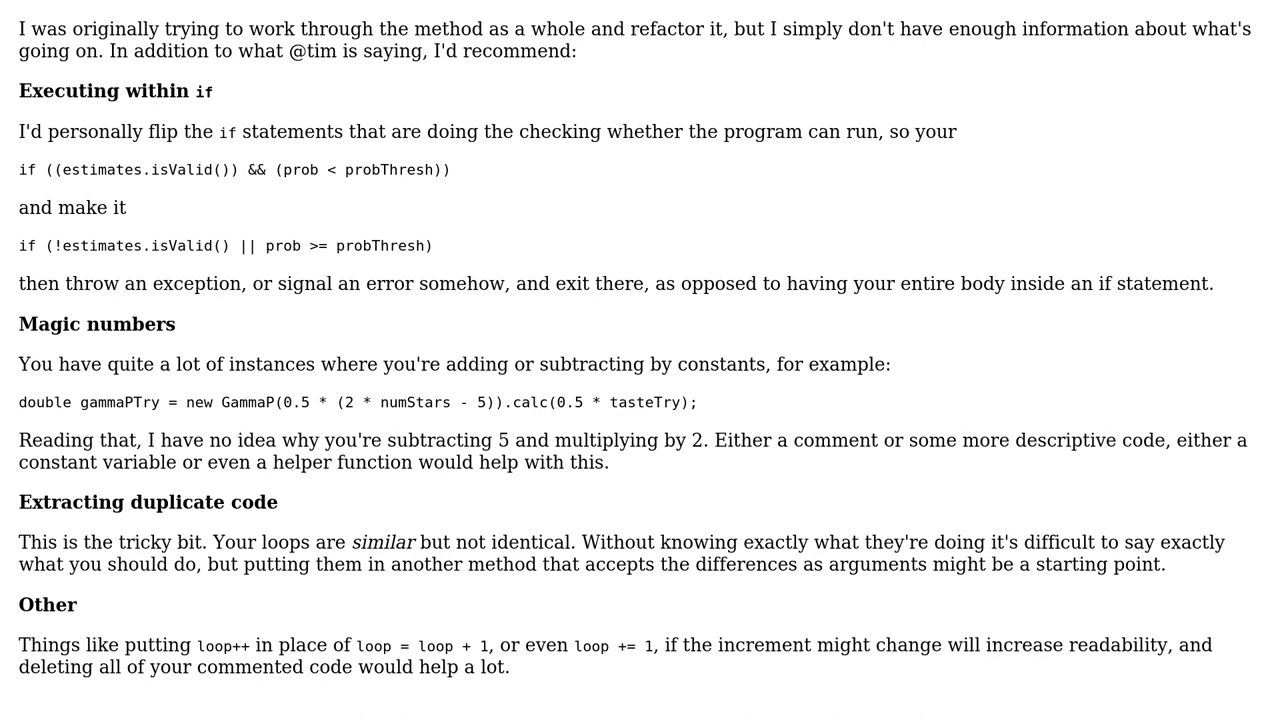 I was originally trying to work through the method as a whole and refactor it, but I simply don't have enough information about what's
going on. In addition to what @tim is saying, I'd recommend:
Executing within if
I'd personally flip the if statements that are doing the checking whether the program can run, so your
if ((estimates.isValid()) && (prob < probThresh))
and make it
if (!estimates.isValid() || prob >= probThresh)
then throw an exception, or signal an error somehow, and exit there, as opposed to having your entire body inside an if statement.
Magic numbers
You have quite a lot of instances where you're adding or subtracting by constants, for example:
double gammaPTry = new GammaP(0.5 * (2 * numStars - 5)).calc(0.5 * tasteTry);
Reading that, I have no idea why you're subtracting 5 and multiplying by 2. Either a comment or some more descriptive code, either a
constant variable or even a helper function would help with this.
Extracting duplicate code
This is the tricky bit. Your loops are similar but not identical. Without knowing exactly what they're doing it's difficult to say exactly
what you should do, but putting them in another method that accepts the differences as arguments might be a starting point.
Other
Things like putting loop++ in place of loop = loop + 1, or even loop += 1, if the increment might change will increase readability, and
deleting all of your commented code would help a lot.